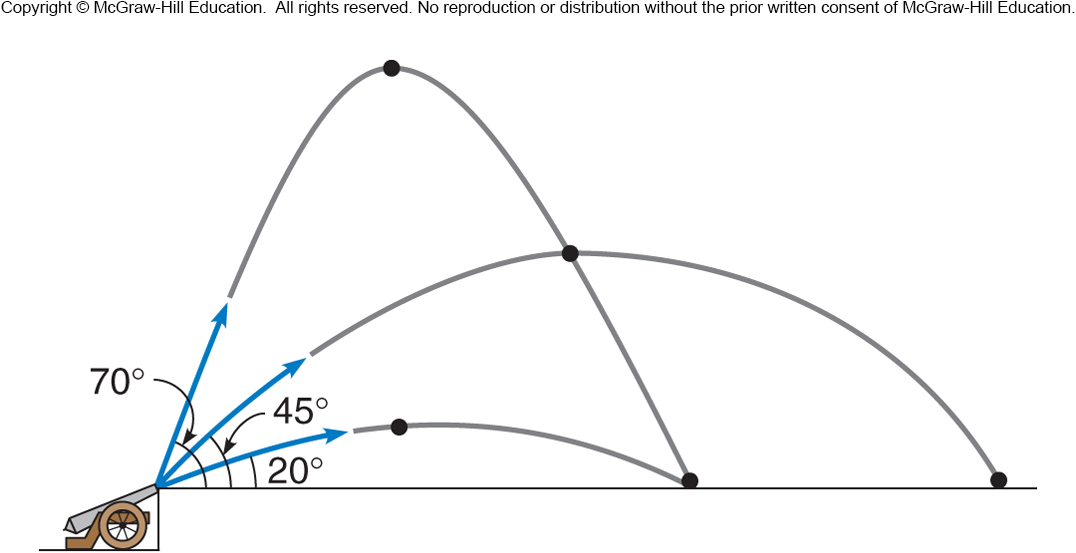 Copyright © McGraw-Hill Education.  All rights reserved. No reproduction or distribution without the prior written consent of McGraw-Hill Education.
70°
45°
20°